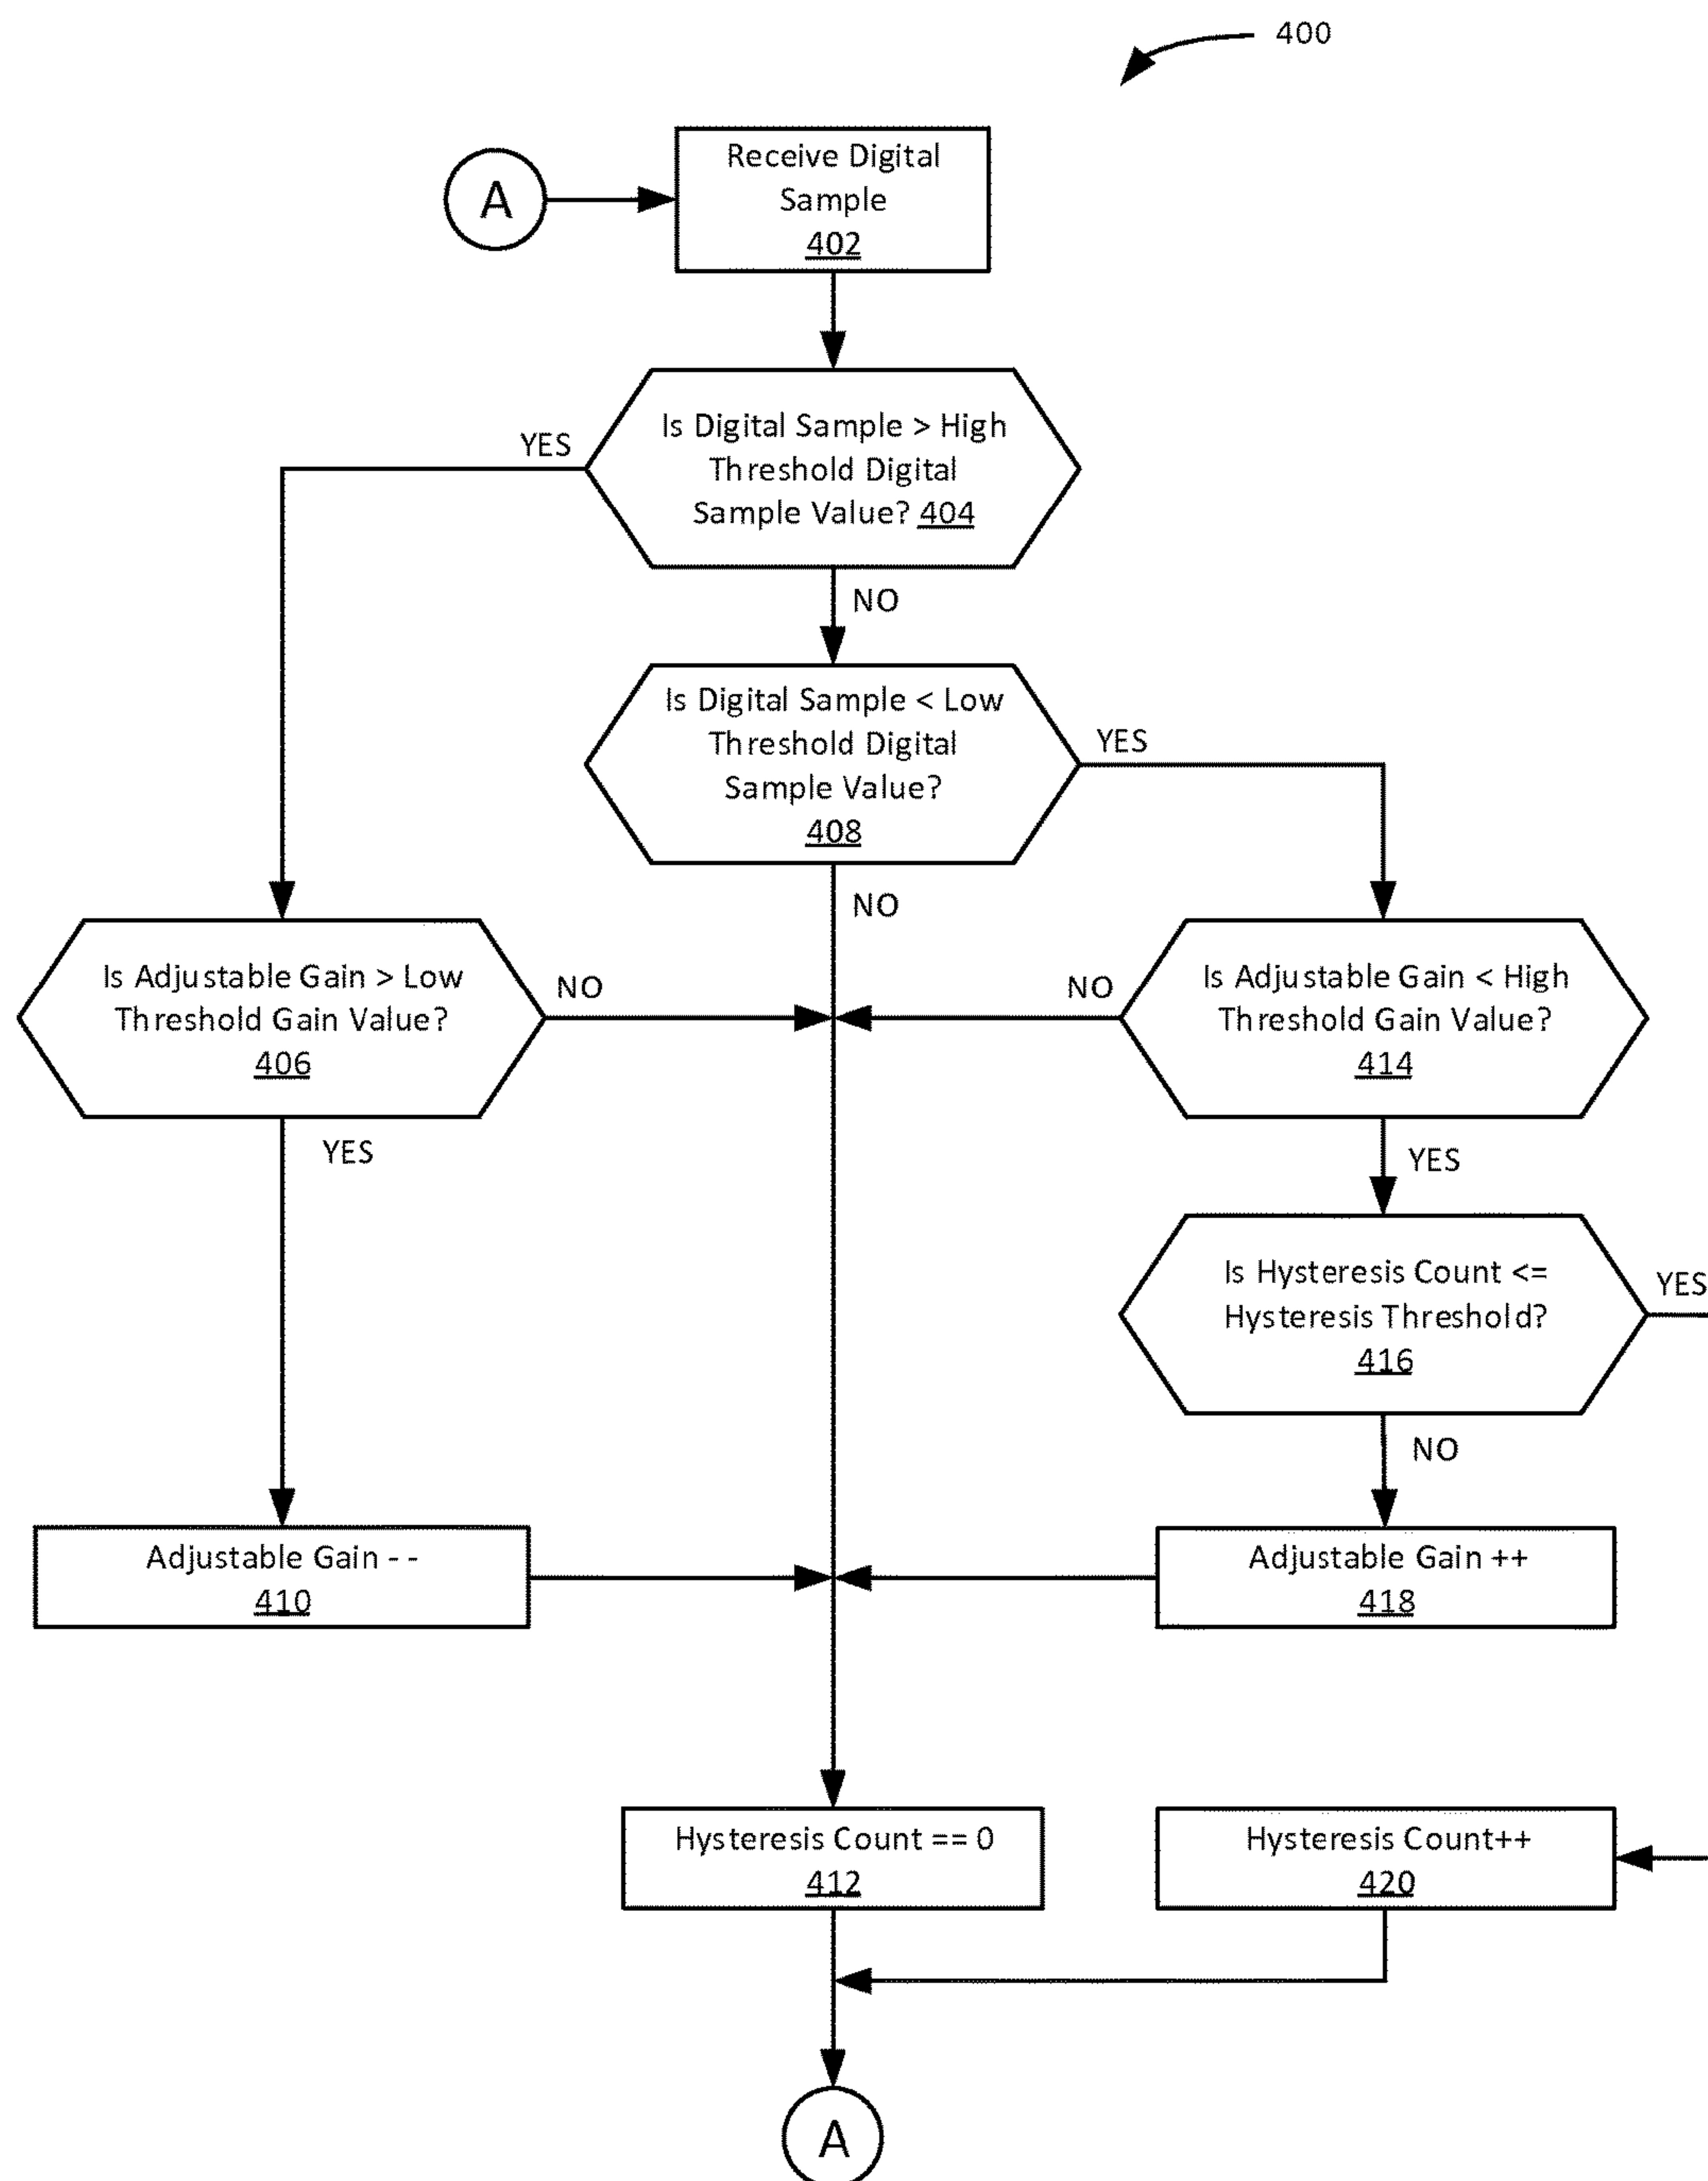 400
A
Receive Digital
Sample
402
Is Digital Sample > High
Threshold Digital
Sample Value? 404
YES
NO
Is Digital Sample < Low
Threshold Digital
Sample Value?
408
YES
NO
Is Adjustable Gain > Low
Threshold Gain Value?
406
NO
YES
Is Adjustable Gain < High
Threshold Gain Value?
414
NO
YES
Is Hysteresis Count <=
Hysteresis Threshold?
416
YES
NO
Adjustable Gain - -
410
Adjustable Gain ++
418
Hysteresis Count == 0
412
Hysteresis Count++
420
A